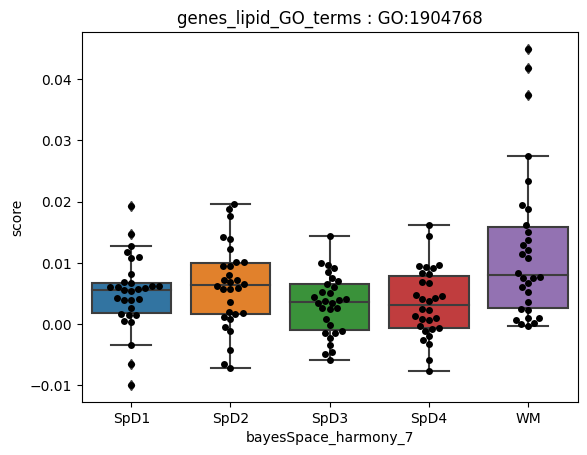 genes_lipid_GO_terms : GO:1904768
score
0.04
0.03
0.02
0.01
0.00
−0.01
SpD1 SpD2 SpD3 SpD4 WM
bayesSpace_harmony_7